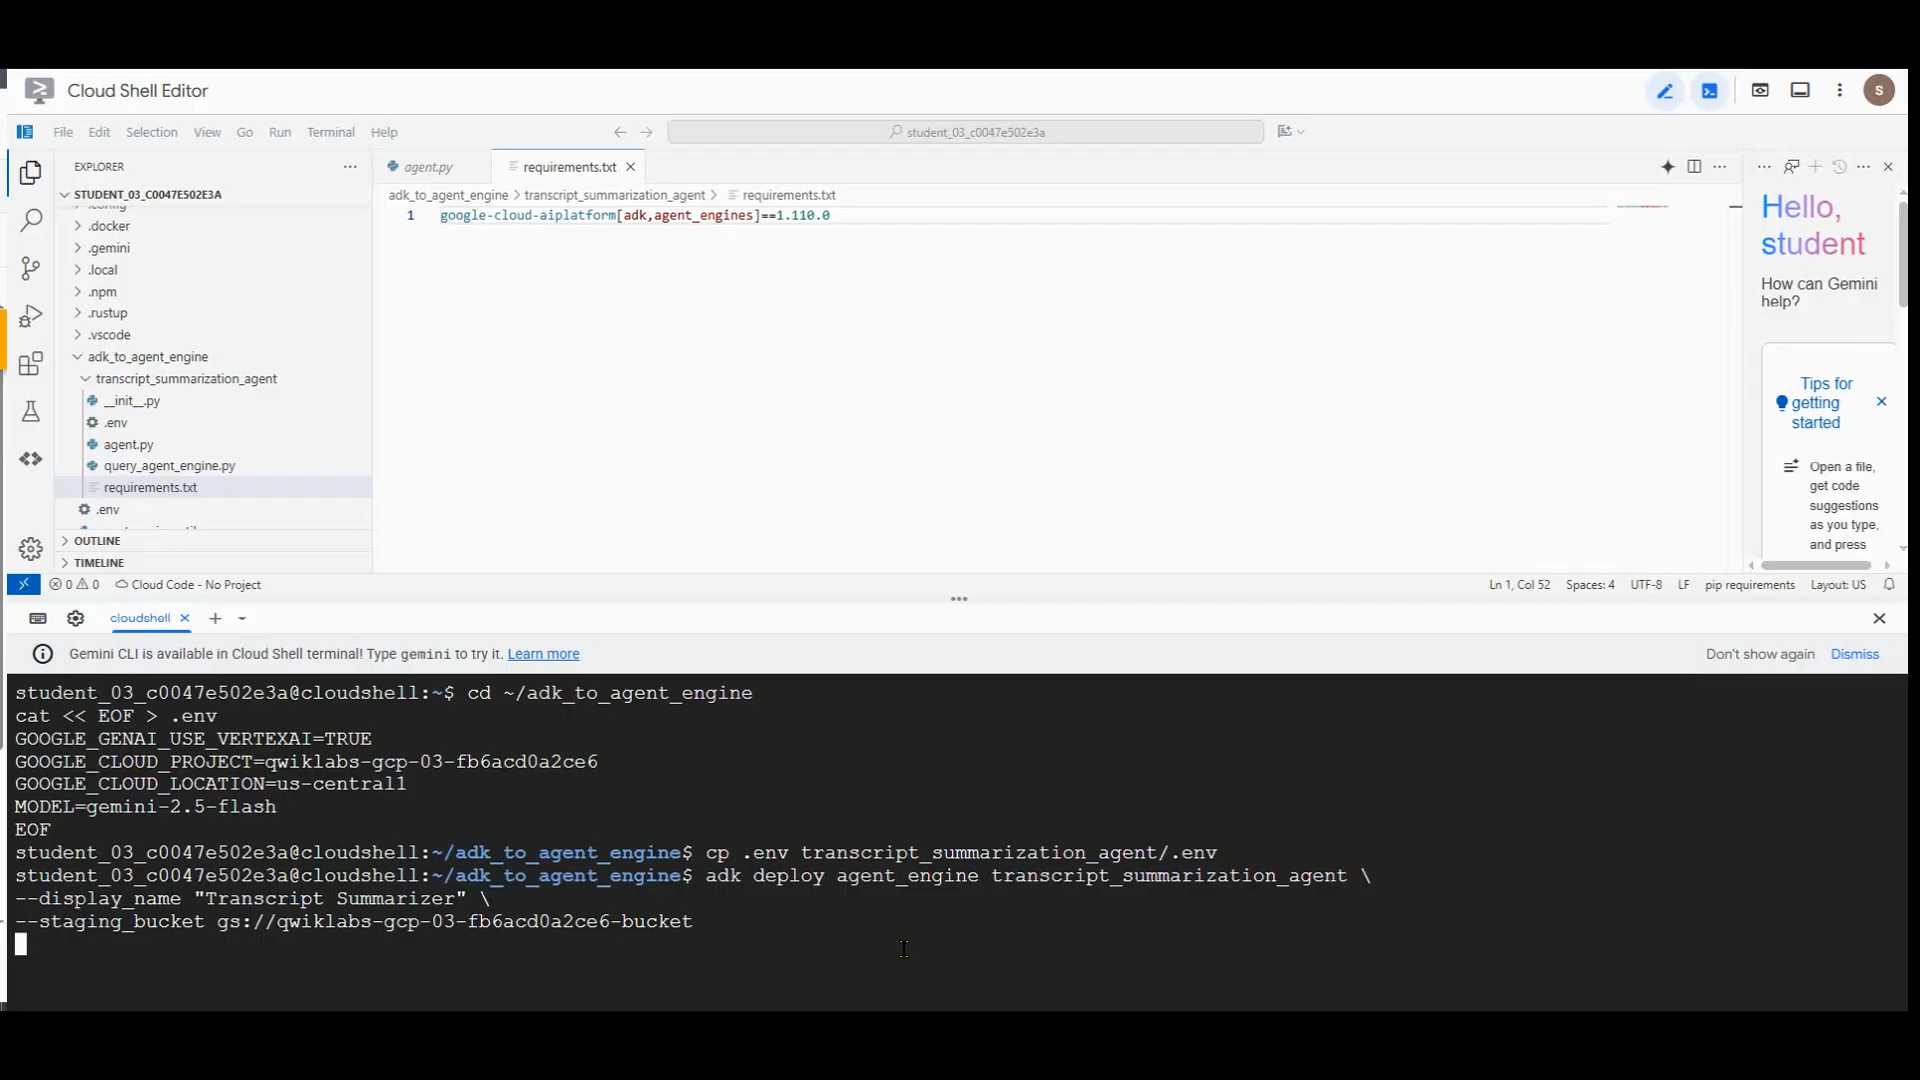 Cloud Shell Editor
S
File Edit Selection View Go Run Terminal Help
student_03_c0047e502e3a
EXPLORER
STUDENT_03_C0047E502E3A
.config
.docker
.gemini
.local
.npm
.rustup
.vscode
adk_to_agent_engine
transcript_summarization_agent
__init__.py
.env
agent.py
query_agent_engine.py
requirements.txt
.env
OUTLINE
TIMELINE
agent.py
requirements.txt
adk_to_agent_engine > transcript_summarization_agent > requirements.txt
1 google-cloud-aiplatform[adk,agent_engines]==1.110.0
Hello,
student
How can Gemini
help?
Tips for
getting
started
Open a file,
get code
suggestions
as you type,
and press
0 0 Cloud Code - No Project
Ln 1, Col 52 Spaces: 4 UTF-8 LF pip requirements Layout: US
cloudshell
Gemini CLI is available in Cloud Shell terminal! Type gemini to try it. Learn more
Don't show again Dismiss
student_03_c0047e502e3a@cloudshell:~$ cd ~/adk_to_agent_engine
cat << EOF > .env
GOOGLE_GENAI_USE_VERTEXAI=TRUE
GOOGLE_CLOUD_PROJECT=qwiklabs-gcp-03-fb6acd0a2ce6
GOOGLE_CLOUD_LOCATION=us-central1
MODEL=gemini-2.5-flash
EOF
student_03_c0047e502e3a@cloudshell:~/adk_to_agent_engine$ cp .env transcript_summarization_agent/.env
student_03_c0047e502e3a@cloudshell:~/adk_to_agent_engine$ adk deploy agent_engine transcript_summarization_agent \
--display_name "Transcript Summarizer" \
--staging_bucket gs://qwiklabs-gcp-03-fb6acd0a2ce6-bucket